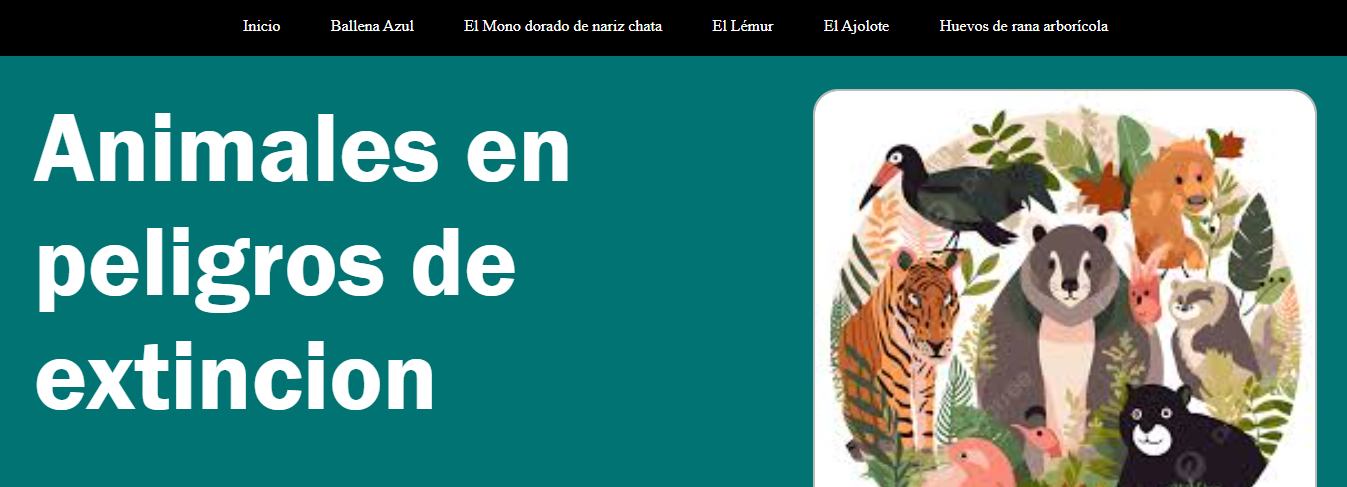 Inicio Ballena Azul El Mono dorado de nariz chata El Lémur El Ajolote Huevos de rana arborícola
Animales en
peligros de
extincion